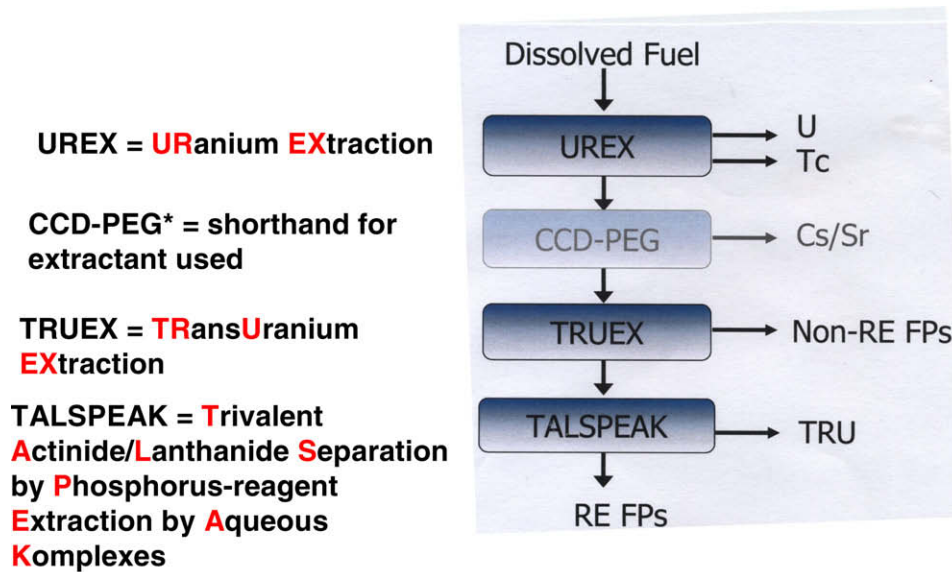 UREX = URanium EXtraction
CCD-PEG* = shorthand for
extractant used
TRUEX = TRansUranium
EXtraction
TALSPEAK = Trivalent
Actinide/Lanthanide Separation
by Phosphorus-reagent
Extraction by Aqueous
Komplexes
Dissolved Fuel
UREX
U
Tc
CCD-PEG
Cs/Sr
TRUEX
Non-RE FPs
TALSPEAK
TRU
RE FPs